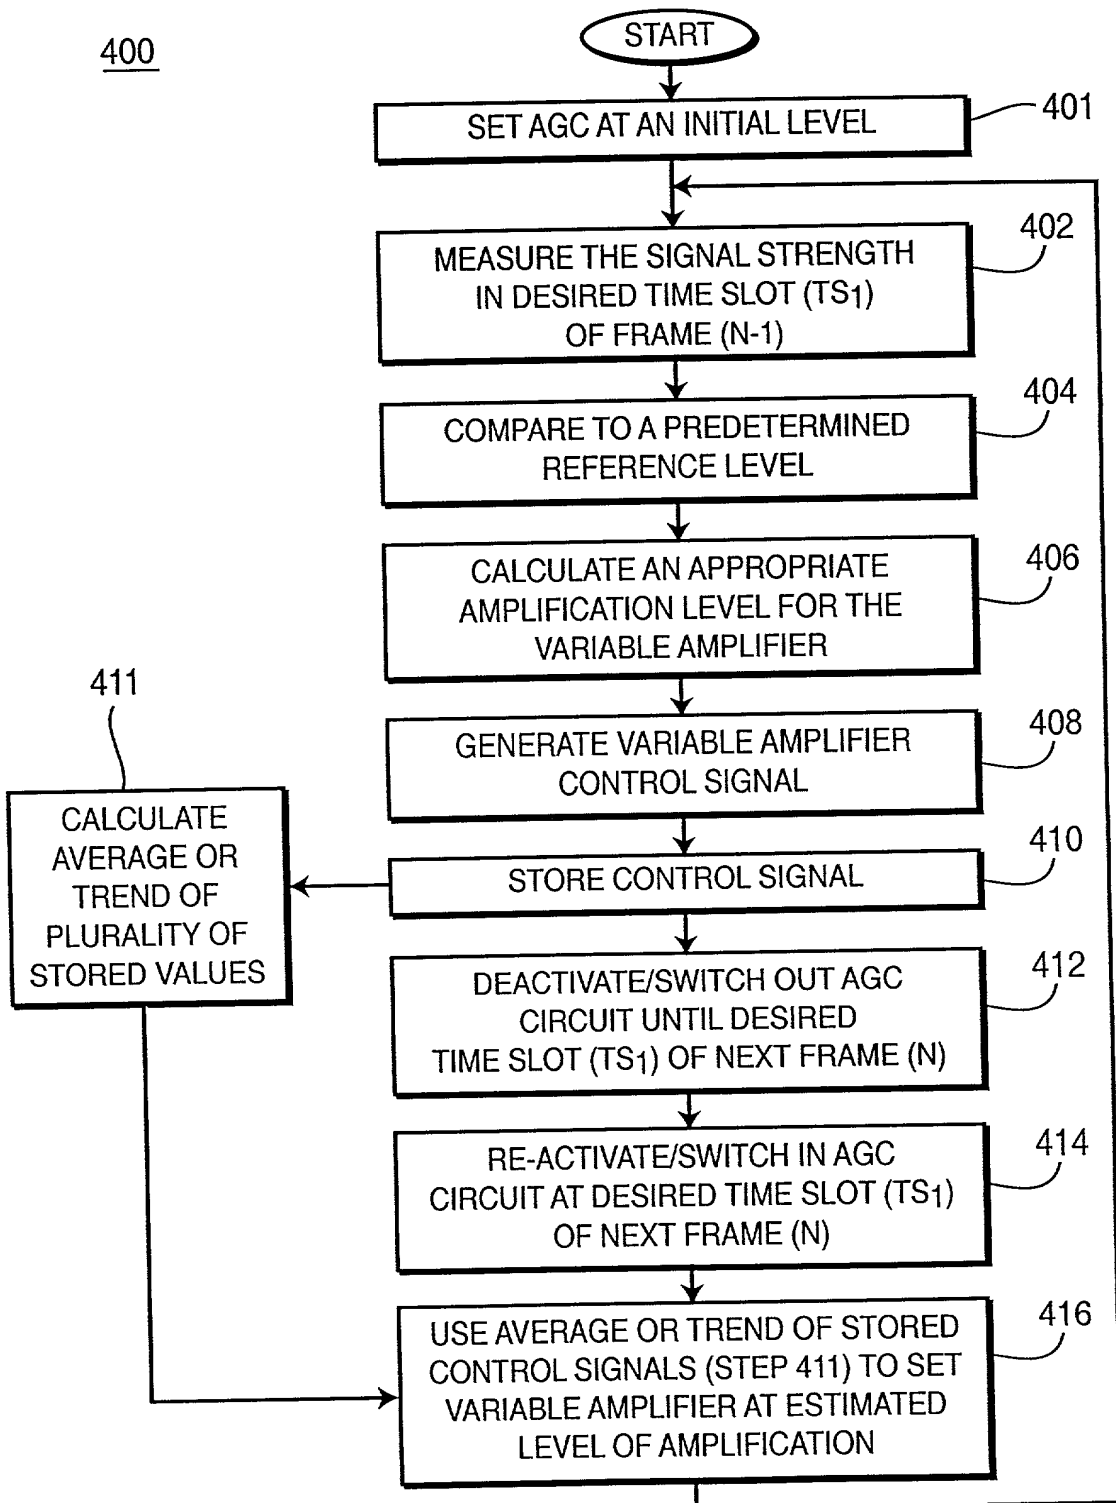 400
START
SET AGC AT AN INITIAL LEVEL
401
MEASURE THE SIGNAL STRENGTH
IN DESIRED TIME SLOT (TS1)
OF FRAME (N-1)
402
COMPARE TO A PREDETERMINED
REFERENCE LEVEL
404
CALCULATE AN APPROPRIATE
AMPLIFICATION LEVEL FOR THE
VARIABLE AMPLIFIER
406
GENERATE VARIABLE AMPLIFIER
CONTROL SIGNAL
408
STORE CONTROL SIGNAL
410
411
CALCULATE
AVERAGE OR
TREND OF
PLURALITY OF
STORED VALUES
DEACTIVATE/SWITCH OUT AGC
CIRCUIT UNTIL DESIRED
TIME SLOT (TS1) OF NEXT FRAME (N)
412
RE-ACTIVATE/SWITCH IN AGC
CIRCUIT AT DESIRED TIME SLOT (TS1)
OF NEXT FRAME (N)
414
USE AVERAGE OR TREND OF STORED
CONTROL SIGNALS (STEP 411) TO SET
VARIABLE AMPLIFIER AT ESTIMATED
LEVEL OF AMPLIFICATION
416